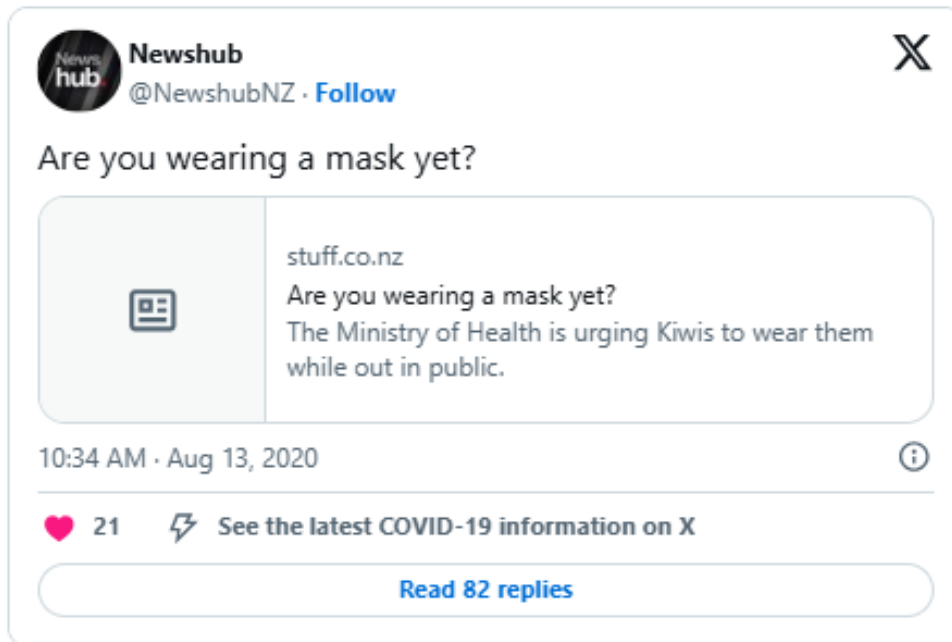 News
hub.
Newshub
@NewshubNZ · Follow
Are you wearing a mask yet?
stuff.co.nz
Are you wearing a mask yet?
The Ministry of Health is urging Kiwis to wear them
while out in public.
10:34 AM · Aug 13, 2020
21 See the latest COVID-19 information on X
Read 82 replies